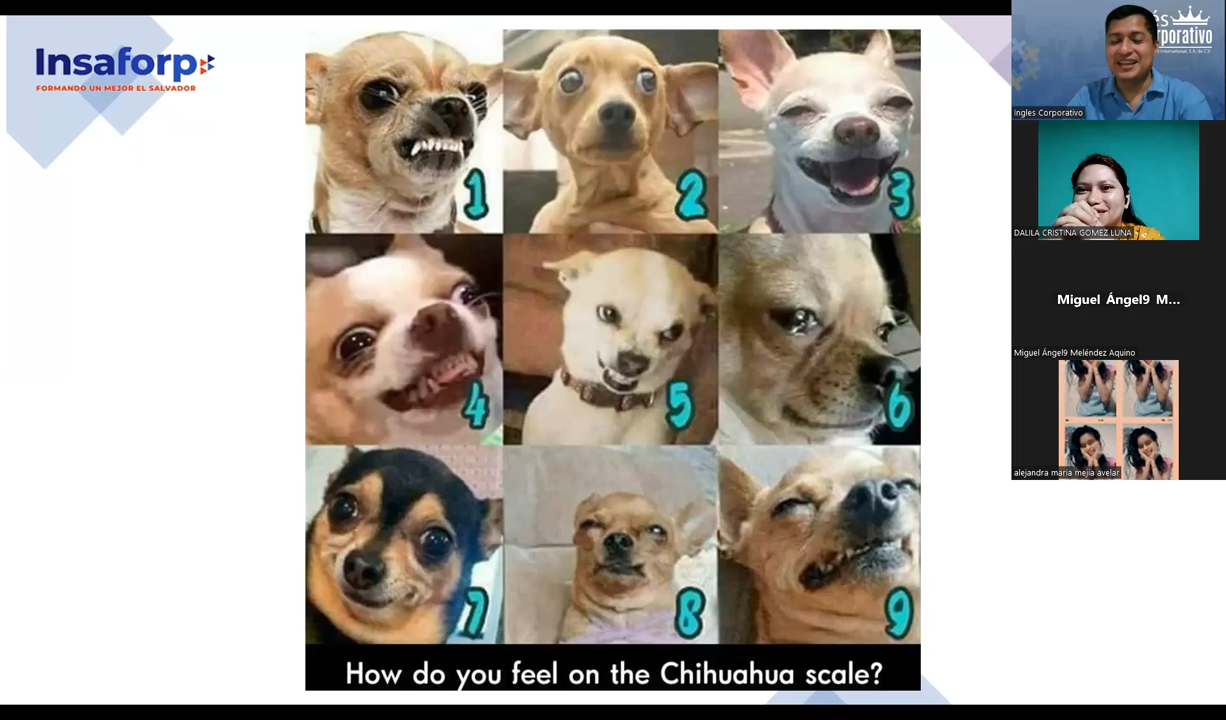 Insaforp
FORMANDO UN MEJOR EL SALVADOR
1
2
3
4
5
6
7
8
9
How do you feel on the Chihuahua scale?
Ingles Corporativo
DALILA CRISTINA GOMEZ LUNA
Miguel Ángel9 M...
Miguel Ángel9 Meléndez Aquino
alejandra maria mejia avelar